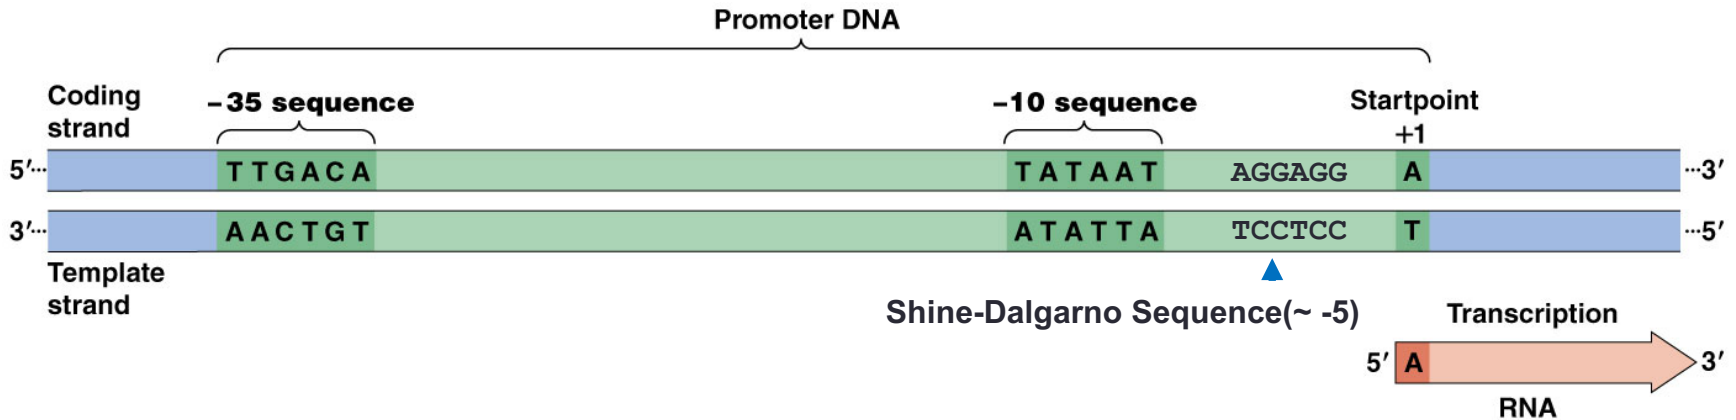 Promoter DNA
Coding
strand
–35 sequence
–10 sequence
Startpoint
+1
5′··· TTGACA TATAAT AGGAGG A ···3′
3′··· AACTGT ATATTA TCCTCC T ···5′
Template
strand
Shine-Dalgarno Sequence(~ -5)
Transcription
5′ A 3′
RNA